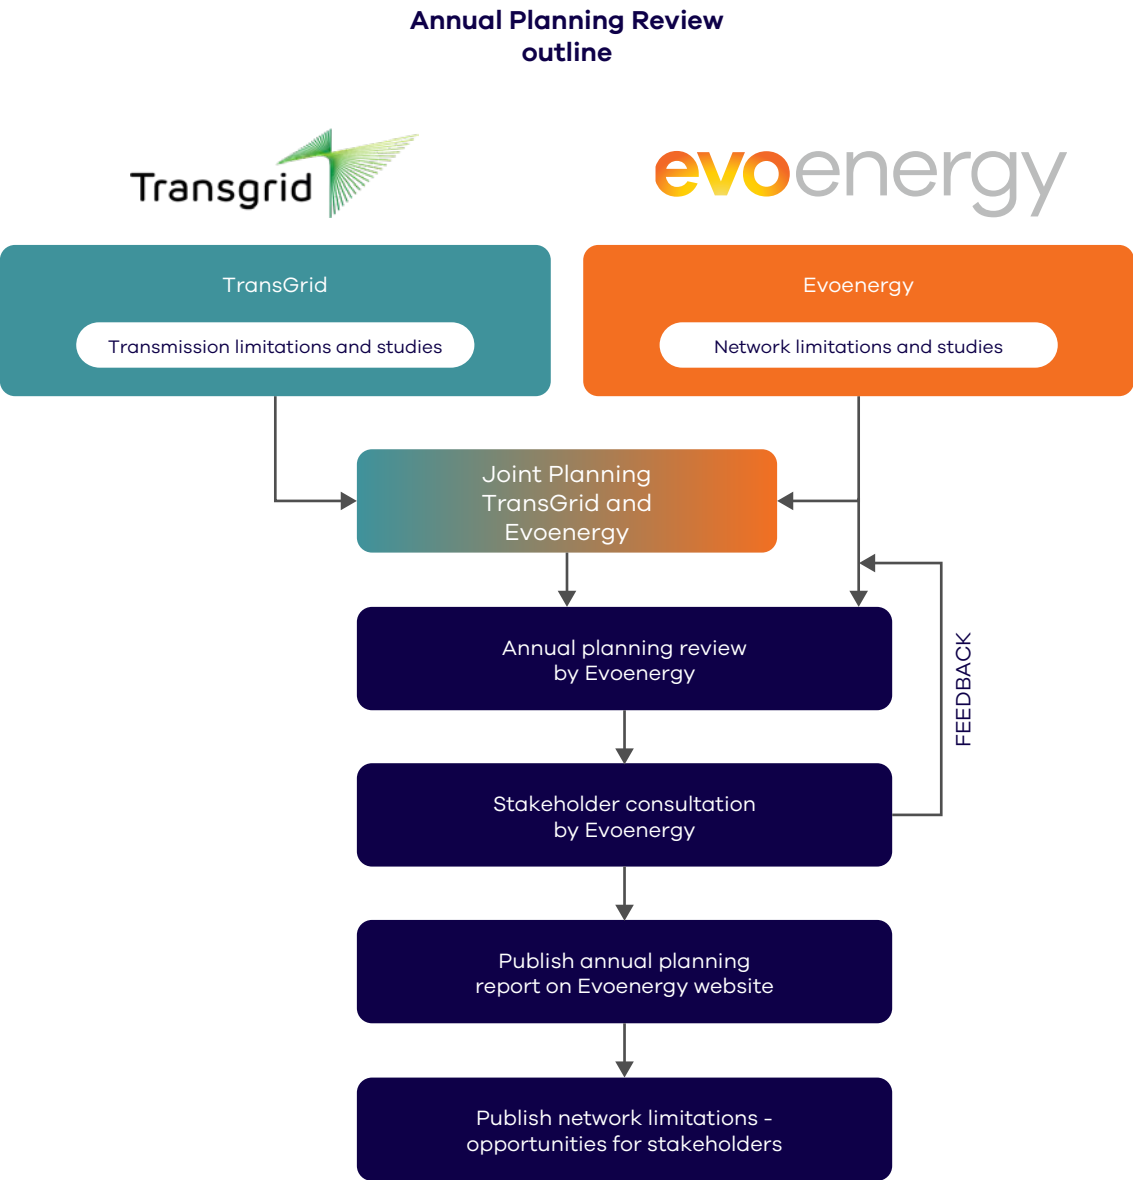 Annual Planning Review
outline
Transgrid
evoenergy
TransGrid
Transmission limitations and studies
Evoenergy
Network limitations and studies
Joint Planning
TransGrid and
Evoenergy
Annual planning review
by Evoenergy
FEEDBACK
Stakeholder consultation
by Evoenergy
Publish annual planning
report on Evoenergy website
Publish network limitations -
opportunities for stakeholders